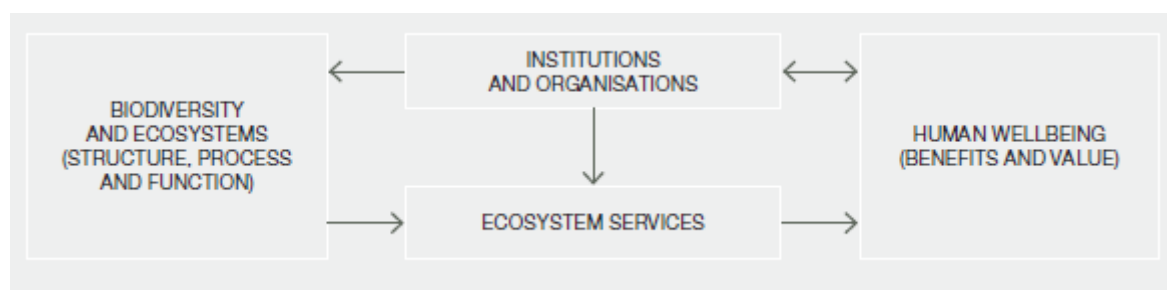 BIODIVERSITY
AND ECOSYSTEMS
(STRUCTURE, PROCESS
AND FUNCTION)
INSTITUTIONS
AND ORGANISATIONS
ECOSYSTEM SERVICES
HUMAN WELLBEING
(BENEFITS AND VALUE)